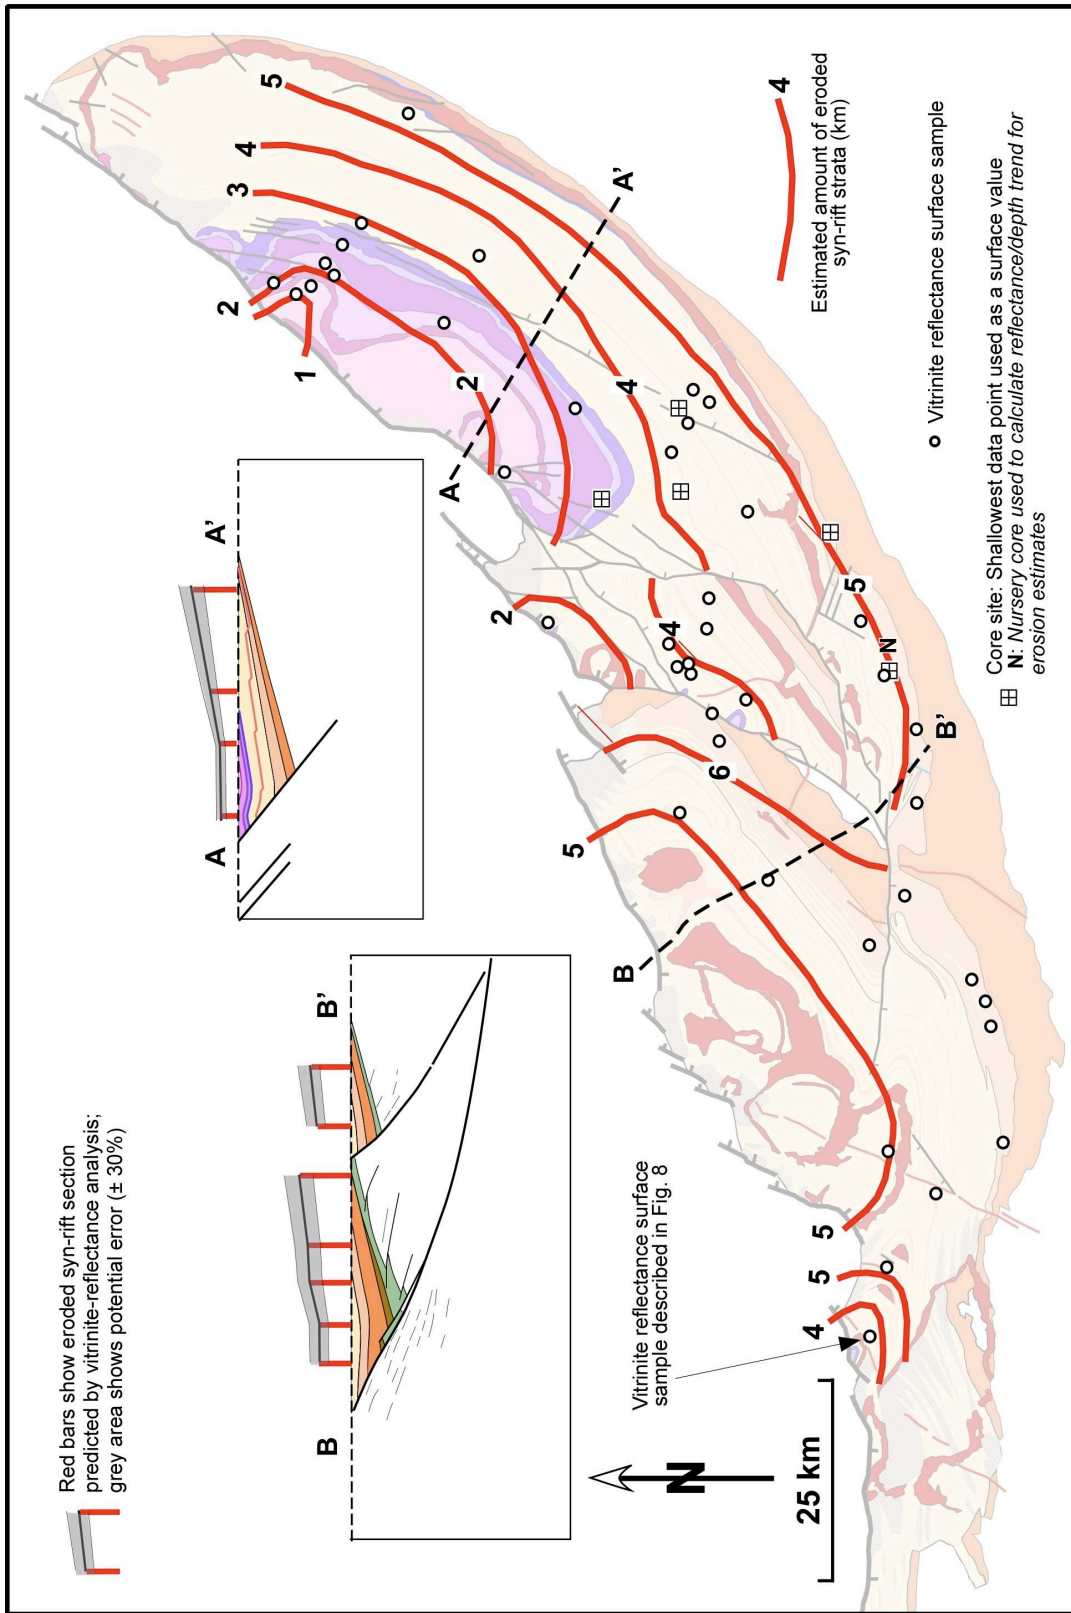 Red bars show eroded syn-rift section
predicted by vitrinite-reflectance analysis;
grey area shows potential error (± 30%)
B
B’
A
A’
5
4
3
2
1
2
A
A’
4
2
4
5
N
6
5
B
B’
5
5
4
Vitrinite reflectance surface
sample described in Fig. 8
N
25 km
4
Estimated amount of eroded
syn-rift strata (km)
Vitrinite reflectance surface sample
Core site: Shallowest data point used as a surface value
N: Nursery core used to calculate reflectance/depth trend for
erosion estimates